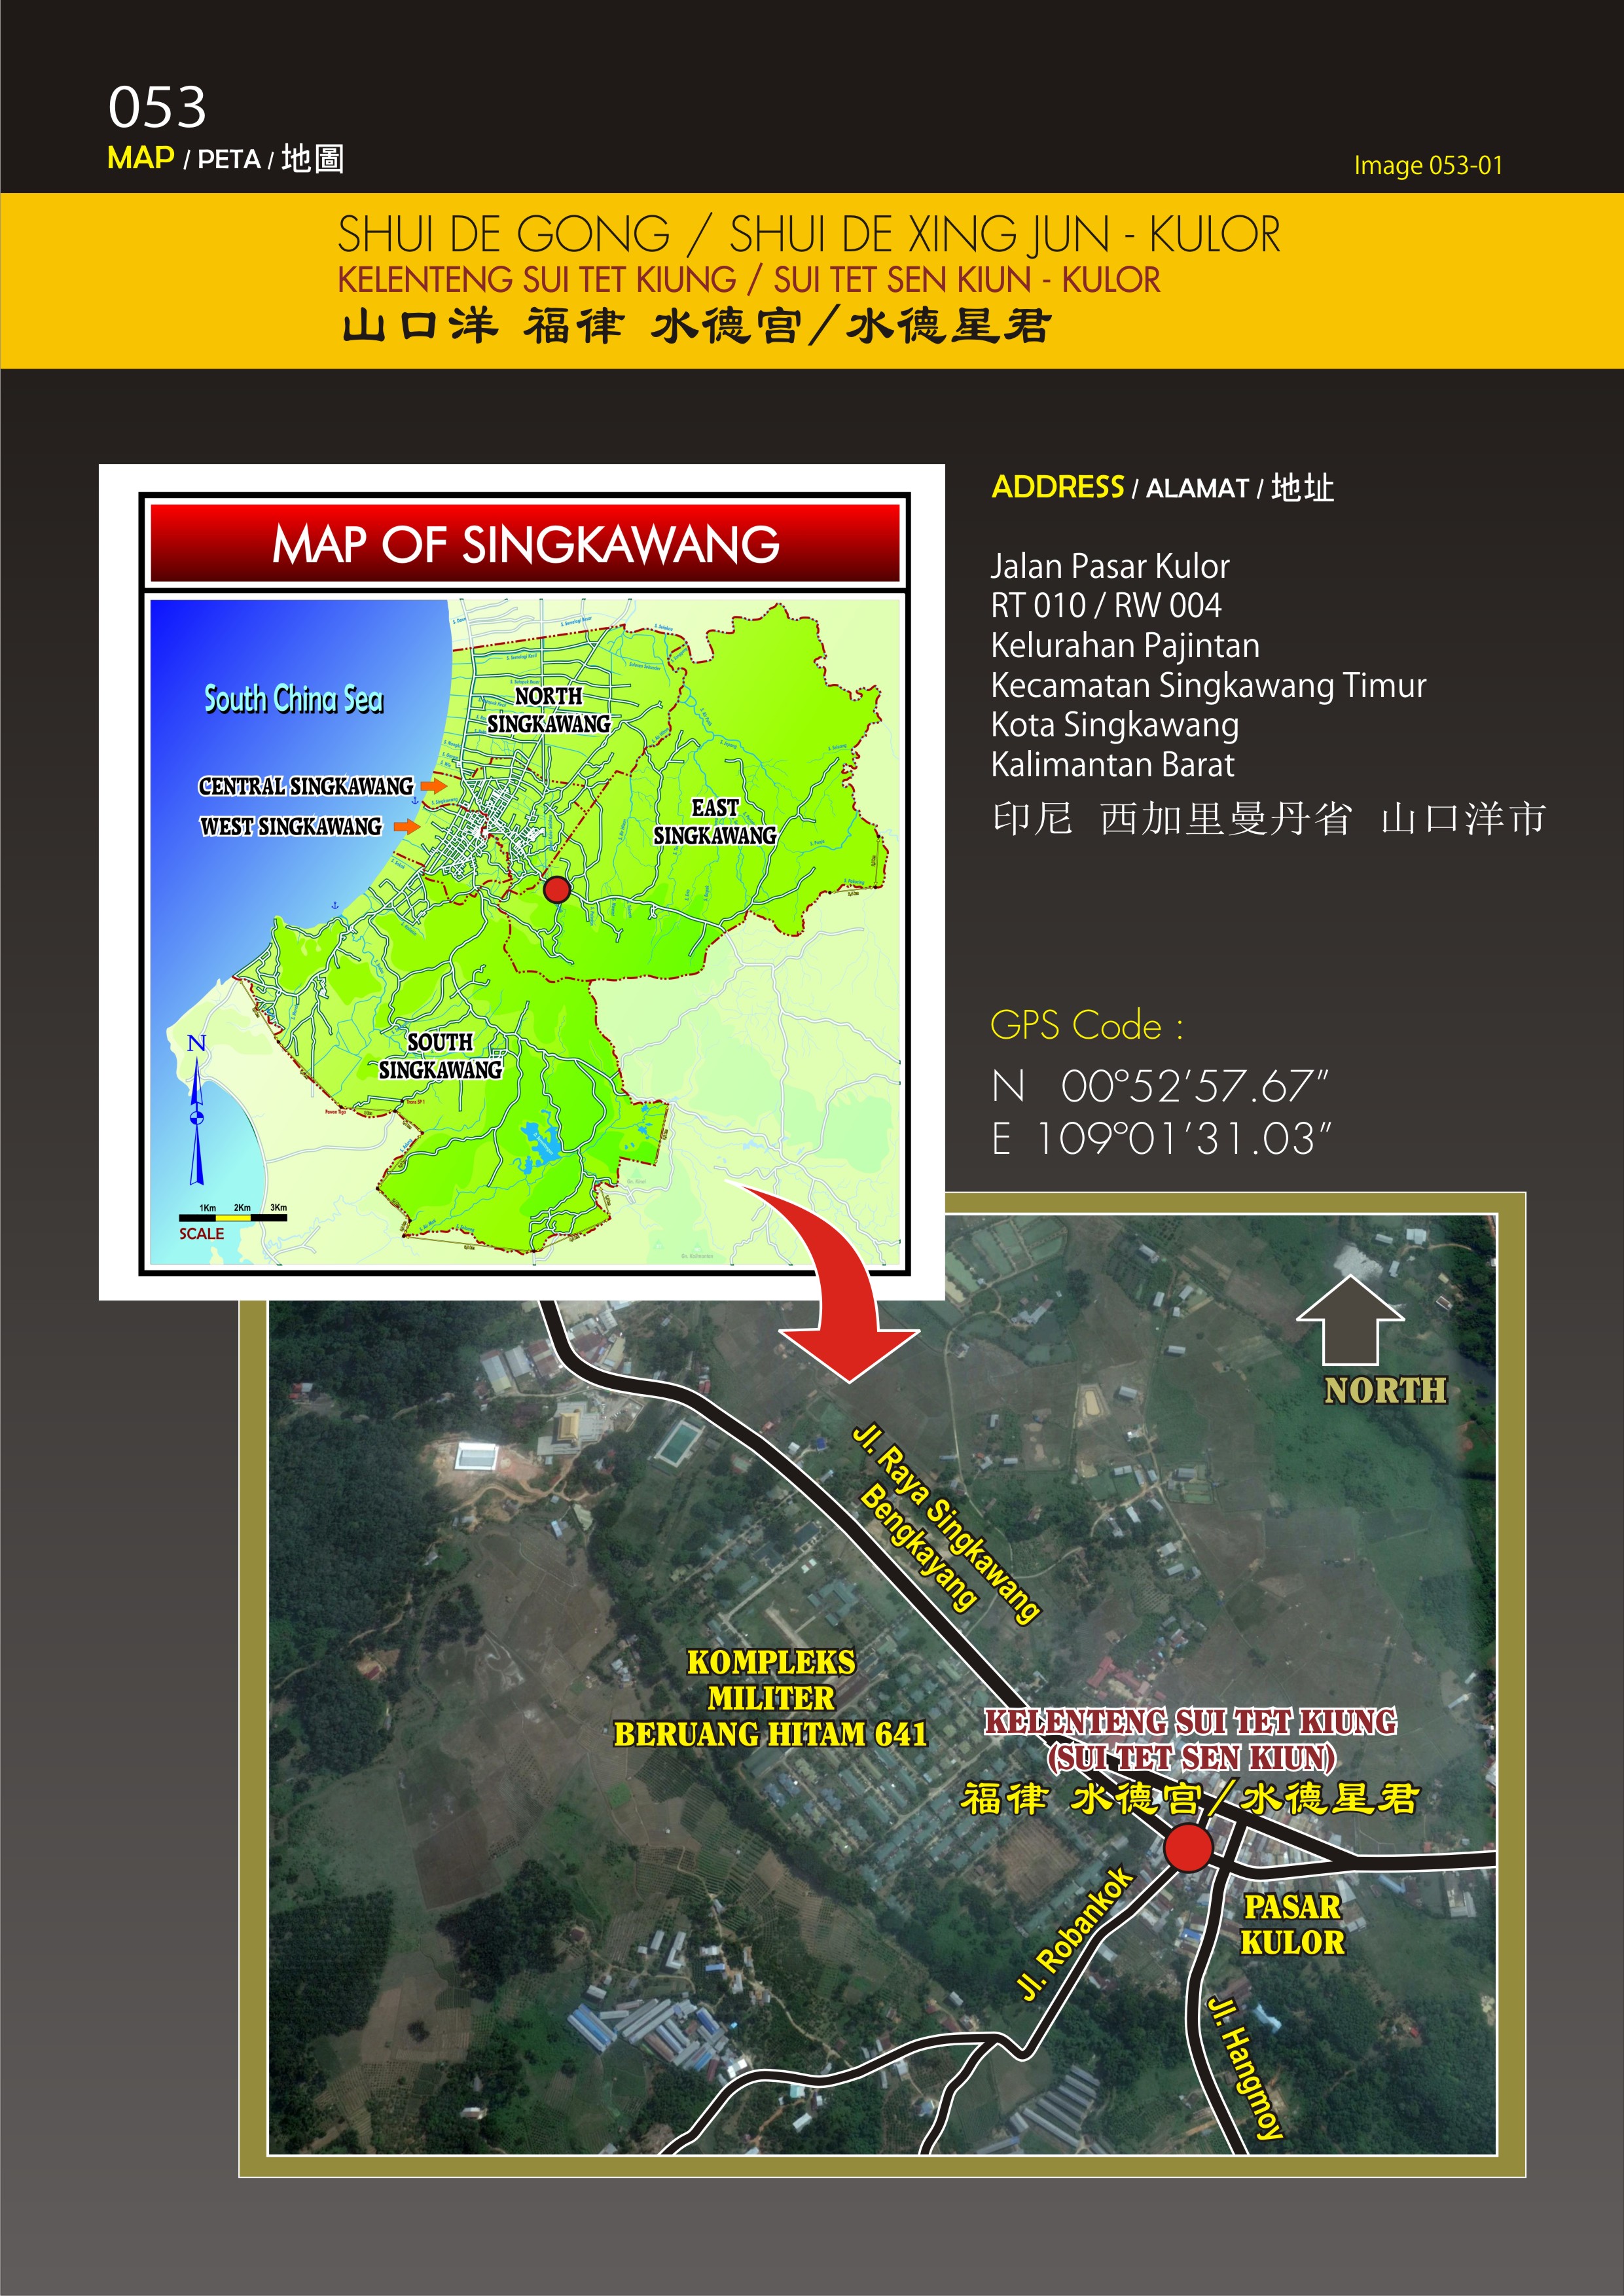 053
MAP / PETA / 地圖
Image 053-01
SHUI DE GONG / SHUI DE XING JUN - KULOR
KELENTENG SUI TET KIUNG / SUI TET SEN KIUN - KULOR
山口洋 福律 水德宫/水德星君
MAP OF SINGKAWANG
South China Sea
NORTH
SINGKAWANG
CENTRAL SINGKAWANG
WEST SINGKAWANG
EAST
SINGKAWANG
SOUTH
SINGKAWANG
N
1Km 2Km 3Km
SCALE
ADDRESS / ALAMAT / 地址
Jalan Pasar Kulor
RT 010 / RW 004
Kelurahan Pajintan
Kecamatan Singkawang Timur
Kota Singkawang
Kalimantan Barat
印尼 西加里曼丹省 山口洋市
GPS Code :
N 00º52’57.67”
E 109º01’31.03”
NORTH
Jl. Raya Singkawang
Bengkayang
KOMPLEKS
MILITER
BERUANG HITAM 641
KELENTENG SUI TET KIUNG
(SUI TET SEN KIUN)
福律 水德宫/水德星君
Jl. Robankok
PASAR
KULOR
Jl. Hangmoy